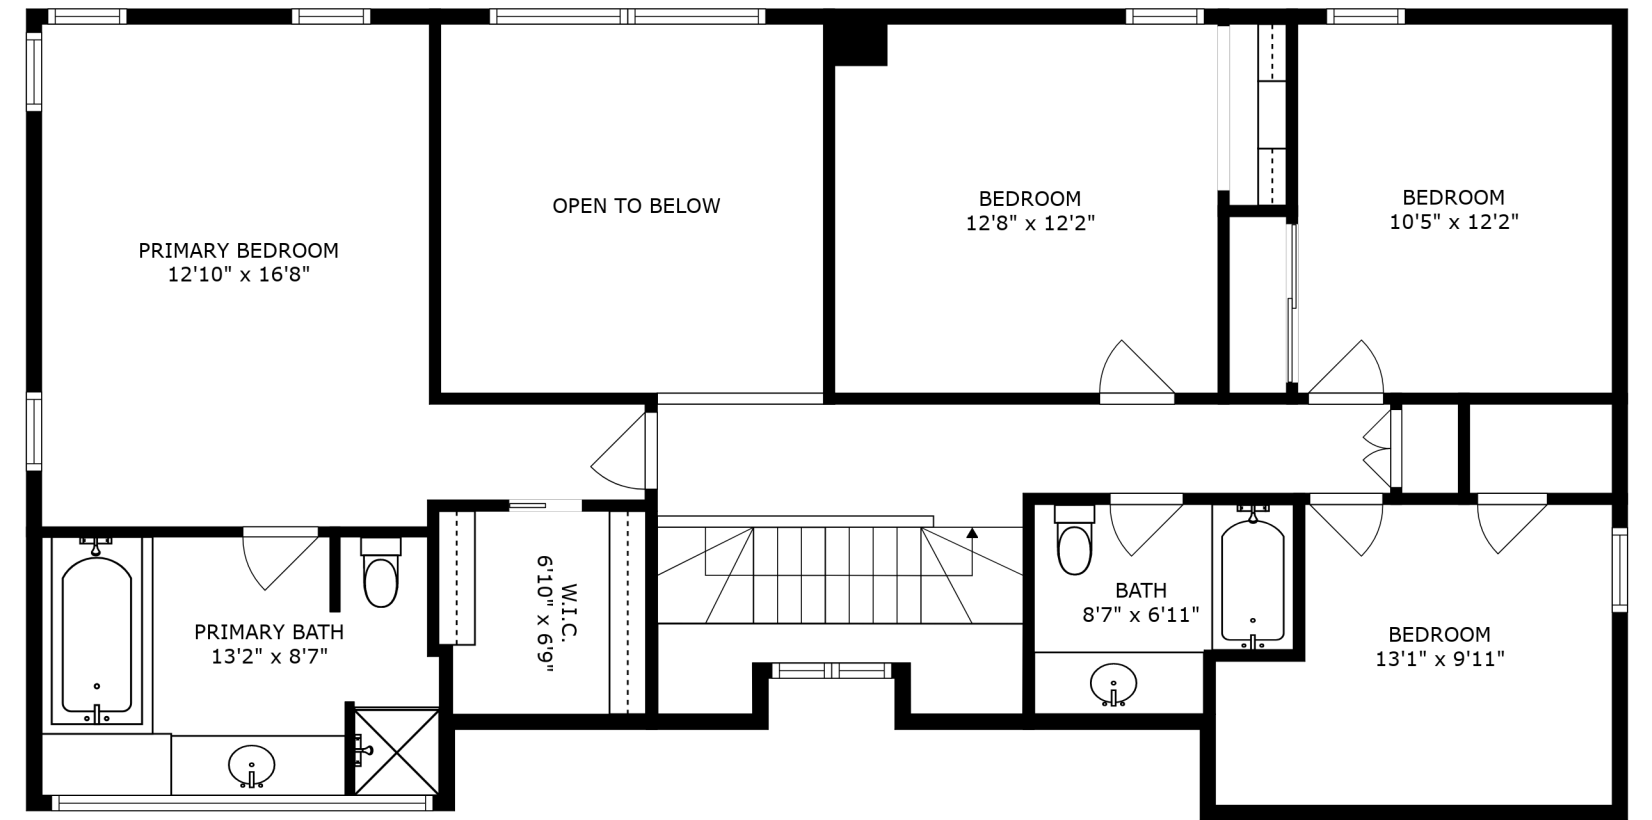 PRIMARY BEDROOM
12'10" x 16'8"
OPEN TO BELOW
BEDROOM
12'8" x 12'2"
BEDROOM
10'5" x 12'2"
PRIMARY BATH
13'2" x 8'7"
W.I.C.
6'10" x 6'9"
BATH
8'7" x 6'11"
BEDROOM
13'1" x 9'11"